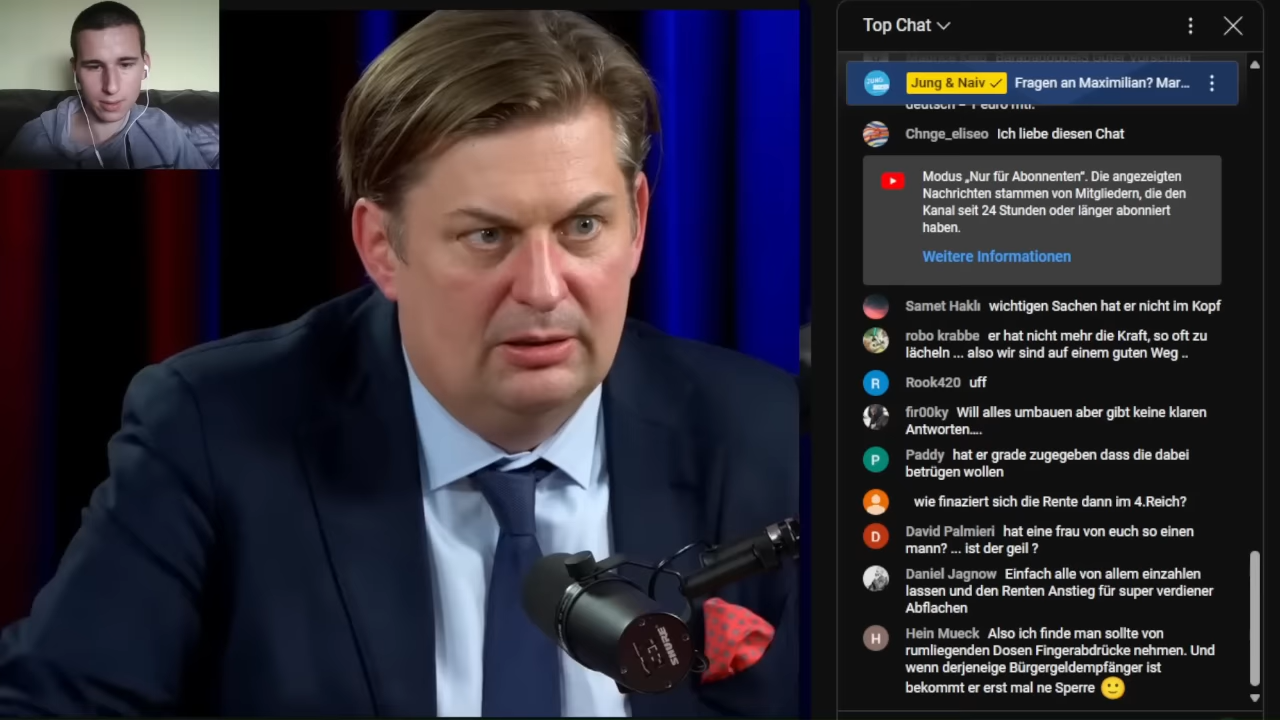 Top Chat
Jung & Naiv Fragen an Maximilian? Mar...
deutsch = 1 euro mtl.
Chnge_eliseo Ich liebe diesen Chat
Modus „Nur für Abonnenten“. Die angezeigten
Nachrichten stammen von Mitgliedern, die den
Kanal seit 24 Stunden oder länger abonniert
haben.
Weitere Informationen
Samet Haklı wichtigen Sachen hat er nicht im Kopf
robo krabbe er hat nicht mehr die Kraft, so oft zu
lächeln ... also wir sind auf einem guten Weg ..
R Rook420 uff
fir00ky Will alles umbauen aber gibt keine klaren
Antworten....
P Paddy hat er grade zugegeben dass die dabei
betrügen wollen
wie finaziert sich die Rente dann im 4.Reich?
D David Palmieri hat eine frau von euch so einen
mann? ... ist der geil ?
Daniel Jagnow Einfach alle von allem einzahlen
lassen und den Renten Anstieg für super verdiener
Abflachen
H Hein Mueck Also ich finde man sollte von
rumliegenden Dosen Fingerabdrücke nehmen. Und
wenn derjeneige Bürgergeldempfänger ist
bekommt er erst mal ne Sperre 🙂
SHURE